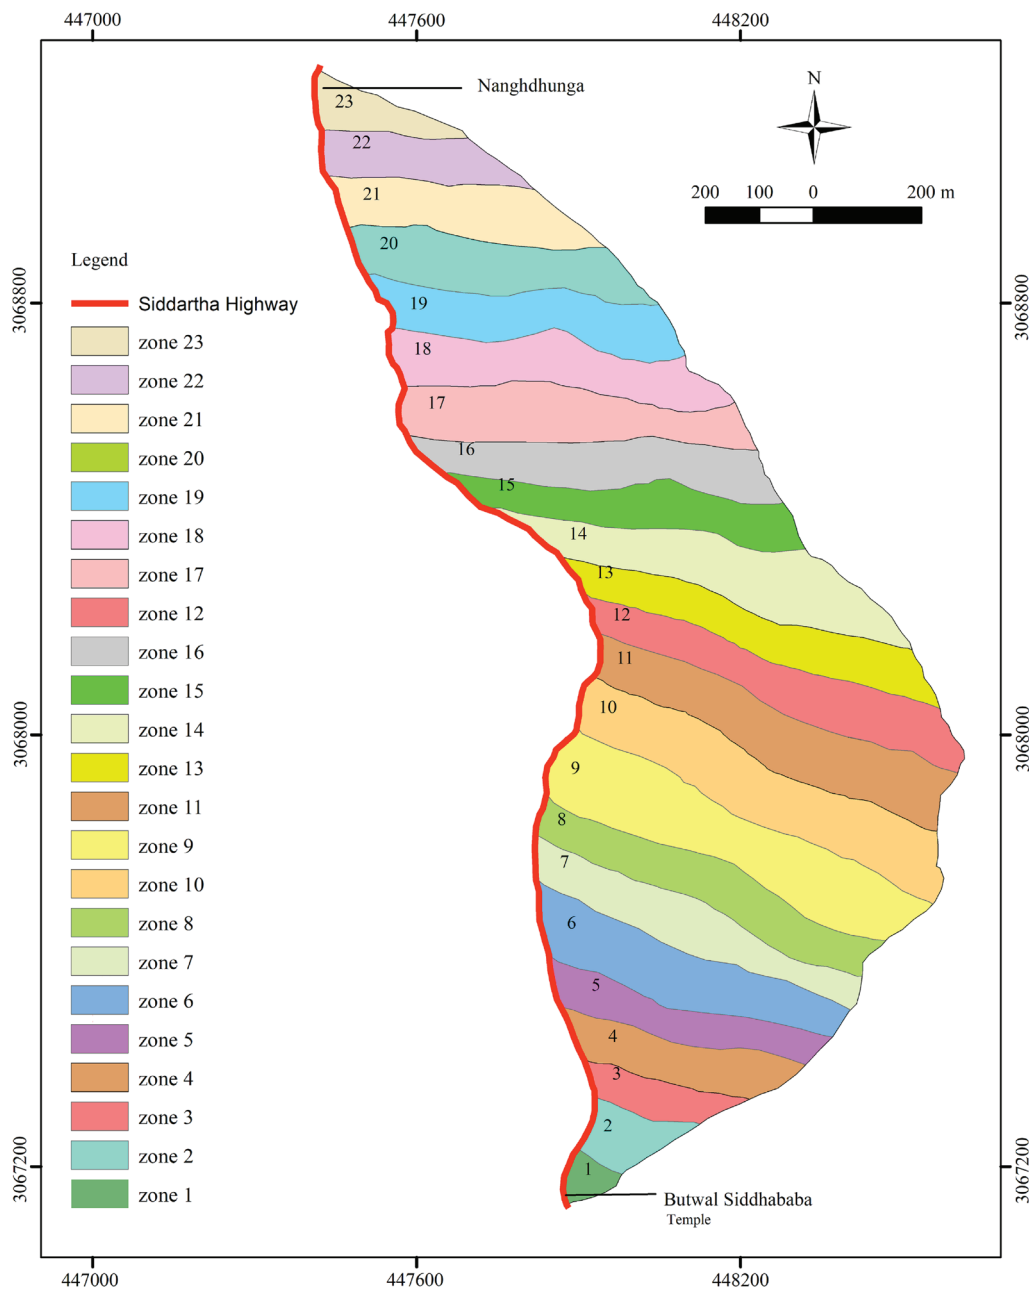 447000 447600 448200
Nanghdhunga
N
200 100 0 200 m
23
22
21
20
19
18
17
16
15
14
13
12
11
10
9
8
7
6
5
4
3
2
1
3068800 3068800
3068000 3068000
3067200 3067200
Legend
Siddartha Highway
zone 23
zone 22
zone 21
zone 20
zone 19
zone 18
zone 17
zone 12
zone 16
zone 15
zone 14
zone 13
zone 11
zone 9
zone 10
zone 8
zone 7
zone 6
zone 5
zone 4
zone 3
zone 2
zone 1
Butwal Siddhababa
Temple
447000 447600 448200